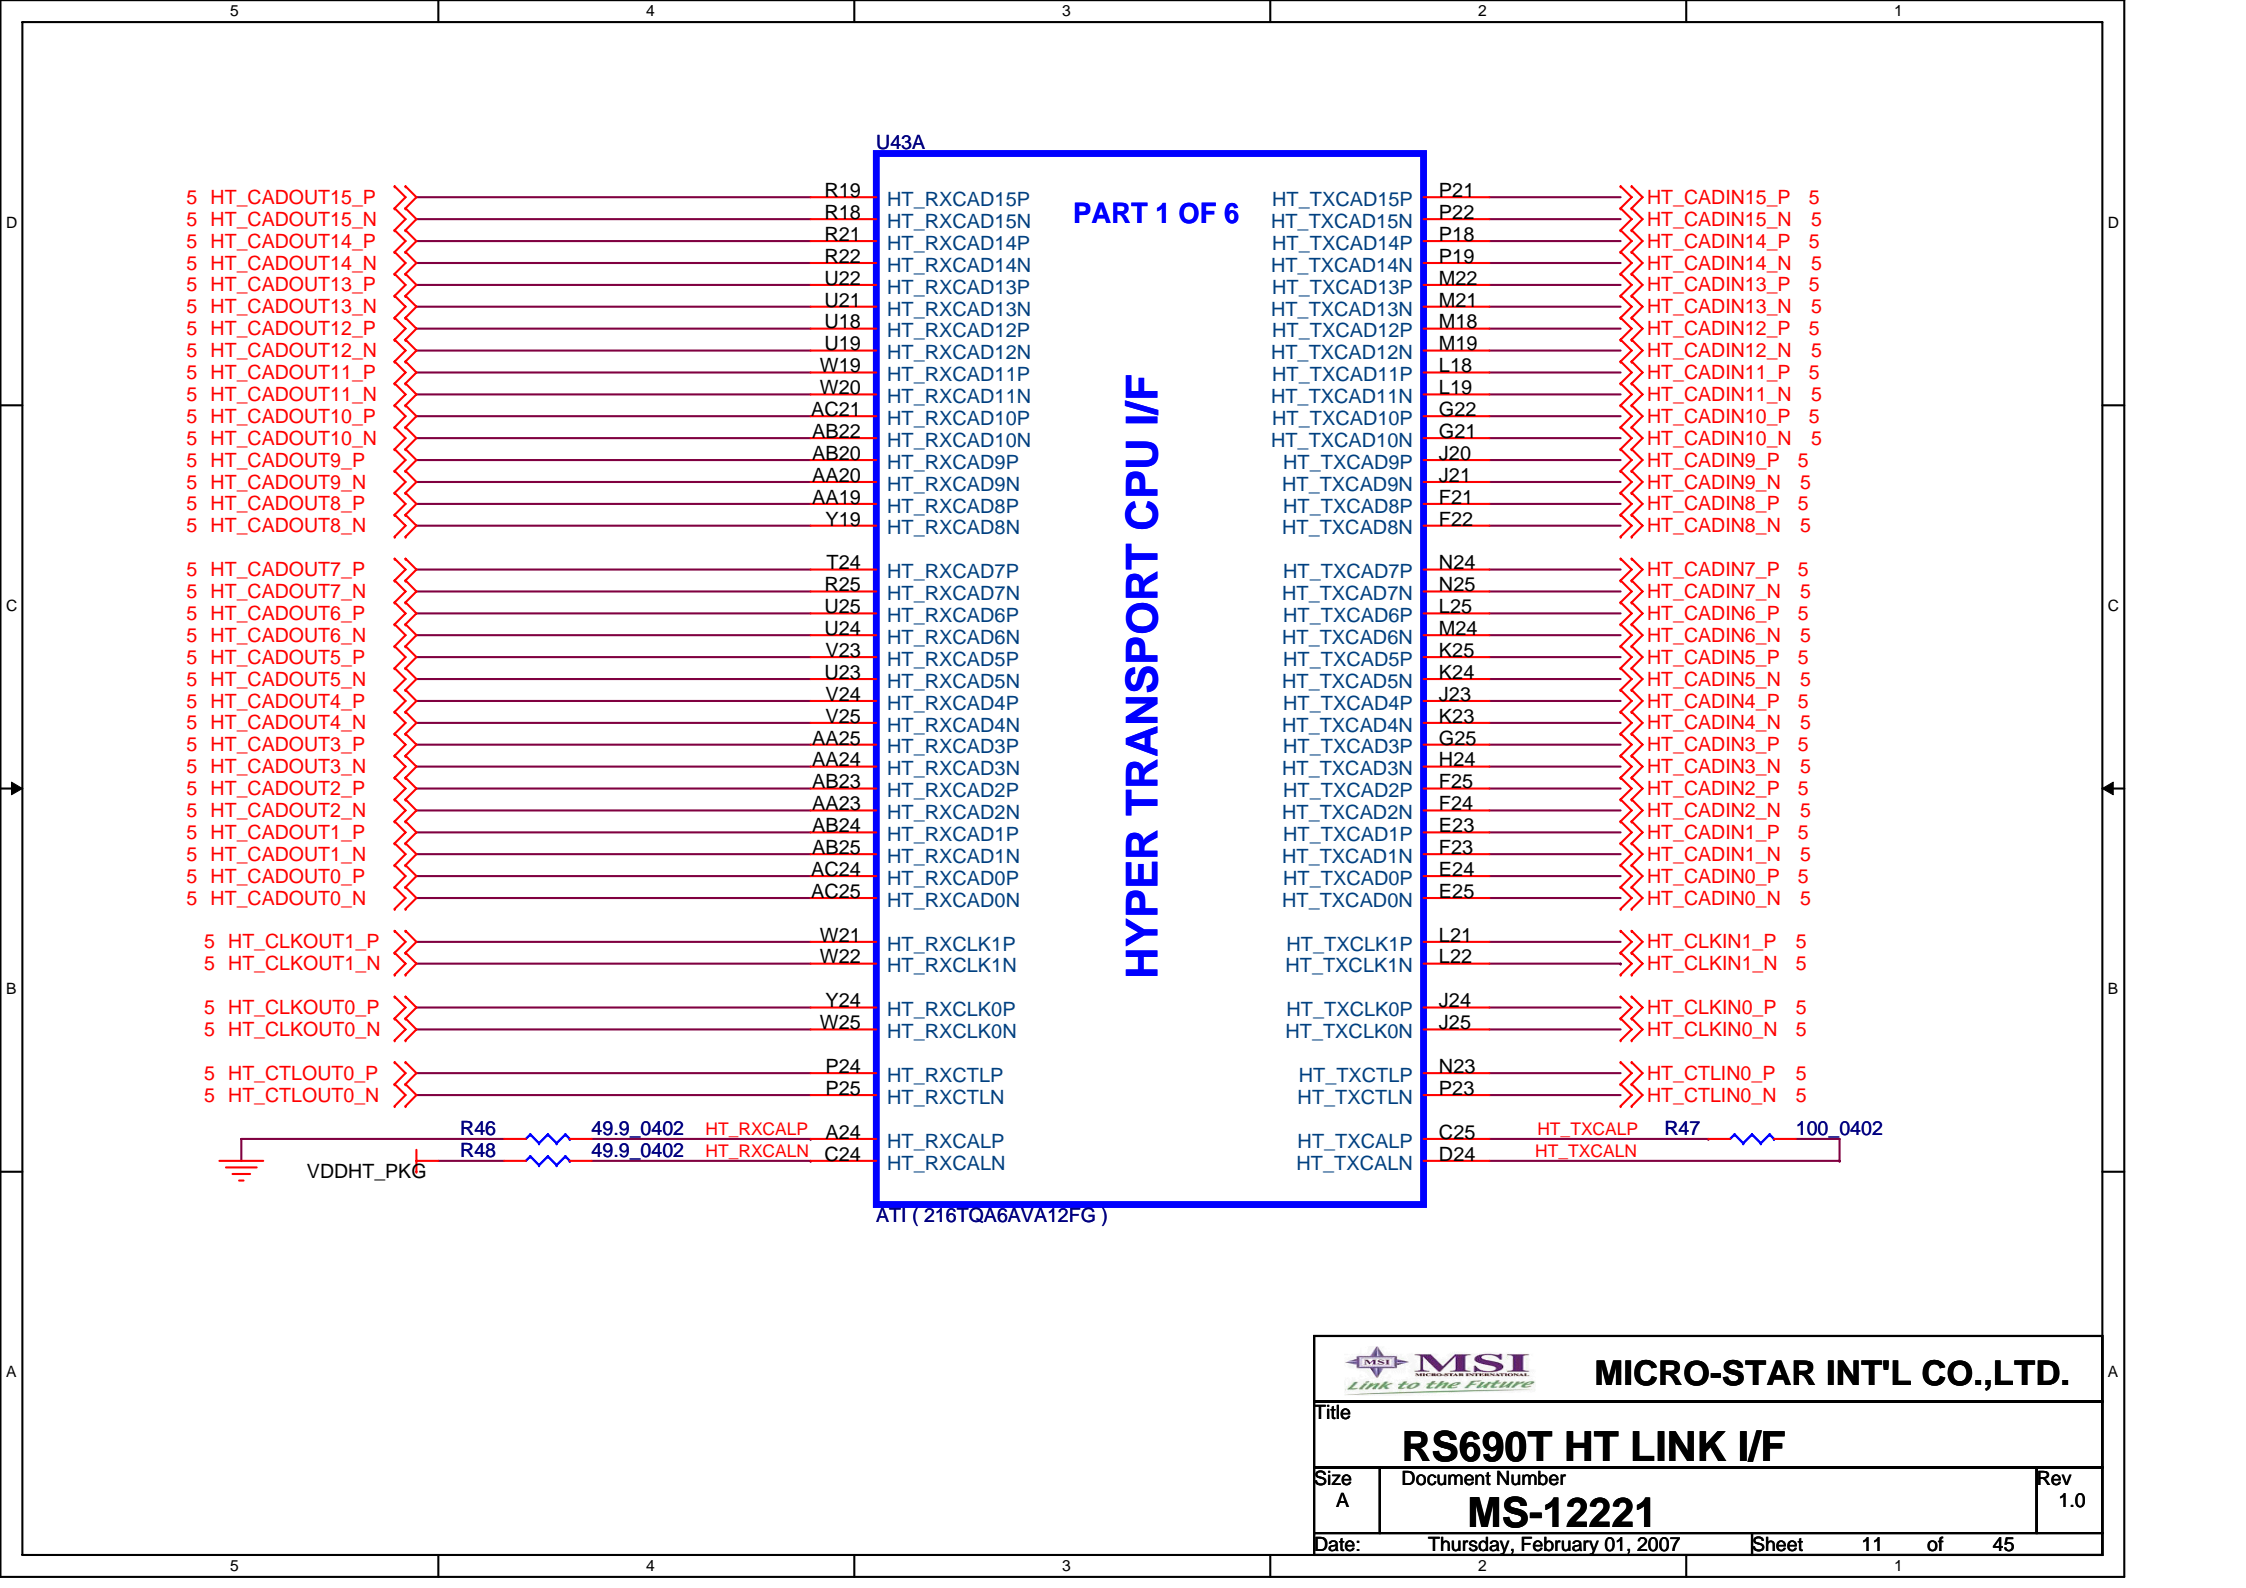 5 4 3 2 1
U43A
PART 1 OF 6
HYPER TRANSPORT CPU I/F
5 HT_CADOUT15_P R19 HT_RXCAD15P HT_TXCAD15P P21 HT_CADIN15_P 5
5 HT_CADOUT15_N R18 HT_RXCAD15N HT_TXCAD15N P22 HT_CADIN15_N 5
D D
5 HT_CADOUT14_P R21 HT_RXCAD14P HT_TXCAD14P P18 HT_CADIN14_P 5
5 HT_CADOUT14_N R22 HT_RXCAD14N HT_TXCAD14N P19 HT_CADIN14_N 5
5 HT_CADOUT13_P U22 HT_RXCAD13P HT_TXCAD13P M22 HT_CADIN13_P 5
5 HT_CADOUT13_N U21 HT_RXCAD13N HT_TXCAD13N M21 HT_CADIN13_N 5
5 HT_CADOUT12_P U18 HT_RXCAD12P HT_TXCAD12P M18 HT_CADIN12_P 5
5 HT_CADOUT12_N U19 HT_RXCAD12N HT_TXCAD12N M19 HT_CADIN12_N 5
5 HT_CADOUT11_P W19 HT_RXCAD11P HT_TXCAD11P L18 HT_CADIN11_P 5
5 HT_CADOUT11_N W20 HT_RXCAD11N HT_TXCAD11N L19 HT_CADIN11_N 5
5 HT_CADOUT10_P AC21 HT_RXCAD10P HT_TXCAD10P G22 HT_CADIN10_P 5
5 HT_CADOUT10_N AB22 HT_RXCAD10N HT_TXCAD10N G21 HT_CADIN10_N 5
5 HT_CADOUT9_P AB20 HT_RXCAD9P HT_TXCAD9P J20 HT_CADIN9_P 5
5 HT_CADOUT9_N AA20 HT_RXCAD9N HT_TXCAD9N J21 HT_CADIN9_N 5
5 HT_CADOUT8_P AA19 HT_RXCAD8P HT_TXCAD8P F21 HT_CADIN8_P 5
5 HT_CADOUT8_N Y19 HT_RXCAD8N HT_TXCAD8N F22 HT_CADIN8_N 5
5 HT_CADOUT7_P T24 HT_RXCAD7P HT_TXCAD7P N24 HT_CADIN7_P 5
5 HT_CADOUT7_N R25 HT_RXCAD7N HT_TXCAD7N N25 HT_CADIN7_N 5
C C
5 HT_CADOUT6_P U25 HT_RXCAD6P HT_TXCAD6P L25 HT_CADIN6_P 5
5 HT_CADOUT6_N U24 HT_RXCAD6N HT_TXCAD6N M24 HT_CADIN6_N 5
5 HT_CADOUT5_P V23 HT_RXCAD5P HT_TXCAD5P K25 HT_CADIN5_P 5
5 HT_CADOUT5_N U23 HT_RXCAD5N HT_TXCAD5N K24 HT_CADIN5_N 5
5 HT_CADOUT4_P V24 HT_RXCAD4P HT_TXCAD4P J23 HT_CADIN4_P 5
5 HT_CADOUT4_N V25 HT_RXCAD4N HT_TXCAD4N K23 HT_CADIN4_N 5
5 HT_CADOUT3_P AA25 HT_RXCAD3P HT_TXCAD3P G25 HT_CADIN3_P 5
5 HT_CADOUT3_N AA24 HT_RXCAD3N HT_TXCAD3N H24 HT_CADIN3_N 5
5 HT_CADOUT2_P AB23 HT_RXCAD2P HT_TXCAD2P F25 HT_CADIN2_P 5
5 HT_CADOUT2_N AA23 HT_RXCAD2N HT_TXCAD2N F24 HT_CADIN2_N 5
5 HT_CADOUT1_P AB24 HT_RXCAD1P HT_TXCAD1P E23 HT_CADIN1_P 5
5 HT_CADOUT1_N AB25 HT_RXCAD1N HT_TXCAD1N F23 HT_CADIN1_N 5
5 HT_CADOUT0_P AC24 HT_RXCAD0P HT_TXCAD0P E24 HT_CADIN0_P 5
5 HT_CADOUT0_N AC25 HT_RXCAD0N HT_TXCAD0N E25 HT_CADIN0_N 5
5 HT_CLKOUT1_P W21 HT_RXCLK1P HT_TXCLK1P L21 HT_CLKIN1_P 5
5 HT_CLKOUT1_N W22 HT_RXCLK1N HT_TXCLK1N L22 HT_CLKIN1_N 5
B B
5 HT_CLKOUT0_P Y24 HT_RXCLK0P HT_TXCLK0P J24 HT_CLKIN0_P 5
5 HT_CLKOUT0_N W25 HT_RXCLK0N HT_TXCLK0N J25 HT_CLKIN0_N 5
5 HT_CTLOUT0_P P24 HT_RXCTLP HT_TXCTLP N23 HT_CTLIN0_P 5
5 HT_CTLOUT0_N P25 HT_RXCTLN HT_TXCTLN P23 HT_CTLIN0_N 5
R46 49.9_0402 HT_RXCALP A24 HT_RXCALP HT_TXCALP C25 HT_TXCALP R47 100_0402
VDDHT_PKG R48 49.9_0402 HT_RXCALN C24 HT_RXCALN HT_TXCALN D24 HT_TXCALN
ATI ( 216TQA6AVA12FG )
A A
MSI MSI
MICRO-STAR INTERNATIONAL
Link to the Future
MICRO-STAR INT'L CO.,LTD.
Title
RS690T HT LINK I/F
Size Document Number Rev
A MS-12221 1.0
Date: Thursday, February 01, 2007 Sheet 11 of 45
5 4 3 2 1